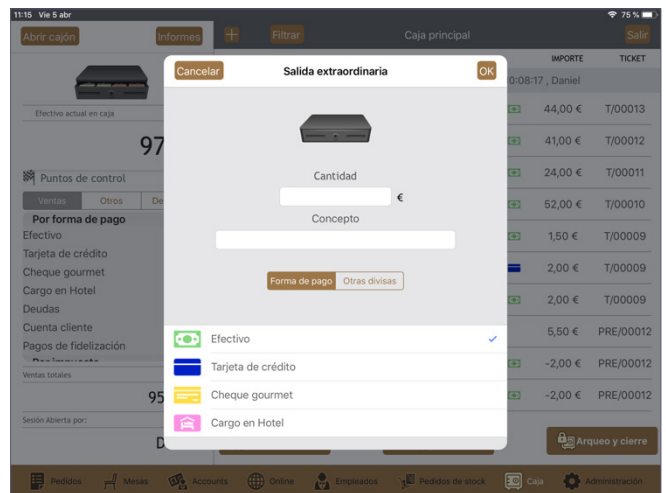 11:15 Vie 5 abr
75 %
Abrir cajón
Informes
Filtrar
Caja principal
Salir
Cancelar
Salida extraordinaria
OK
IMPORTE
TICKET
0:08:17 , Daniel
Efectivo actual en caja
97
Puntos de control
Ventas
Otros
De
Por forma de pago
Efectivo
Tarjeta de crédito
Cheque gourmet
Cargo en Hotel
Deudas
Cuenta cliente
Pagos de fidelización
Por impuesto
Ventas totales
95
Sesión Abierta por:
D
Cantidad
€
Concepto
Forma de pago
Otras divisas
Efectivo
Tarjeta de crédito
Cheque gourmet
Cargo en Hotel
44,00 € T/00013
41,00 € T/00012
24,00 € T/00011
52,00 € T/00010
1,50 € T/00009
2,00 € T/00009
2,00 € T/00009
5,50 € PRE/00012
-2,00 € PRE/00012
-2,00 € PRE/00012
Arqueo y cierre
Pedidos
Mesas
Accounts
Online
Empleados
Pedidos de stock
Caja
Administración